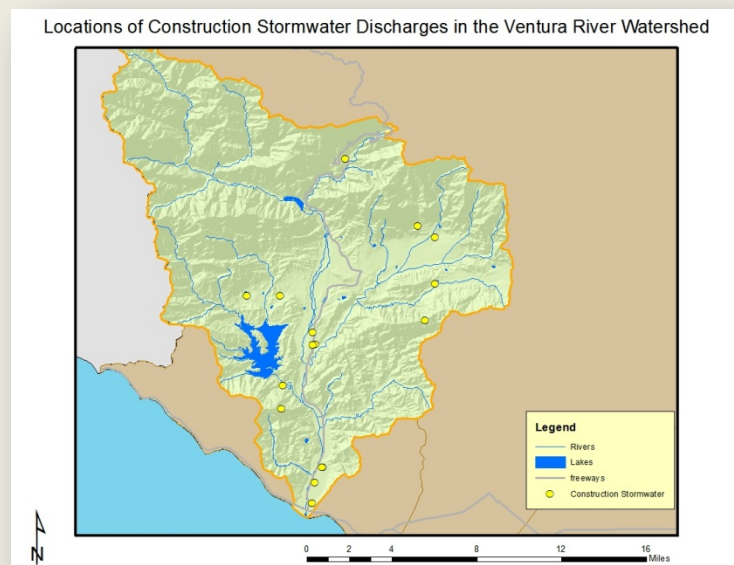 Locations of Construction Stormwater Discharges in the Ventura River Watershed
Legend
Rivers
Lakes
freeways
Construction Stormwater
N
0 2 4 8 12 16
Miles